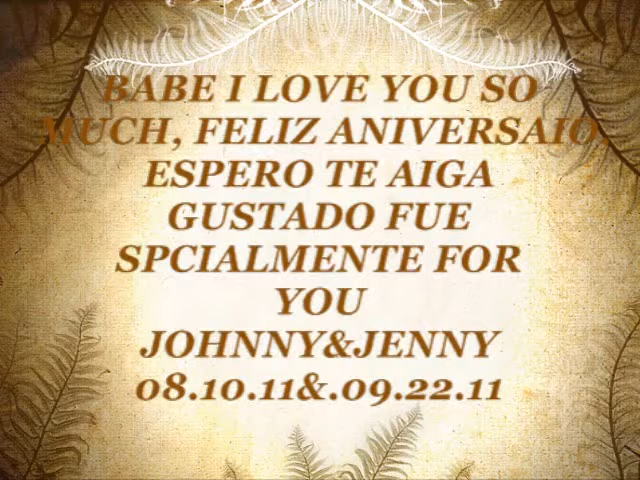 BABE I LOVE YOU SO
MUCH, FELIZ ANIVERSAIO.
ESPERO TE AIGA
GUSTADO FUE
SPCIALMENTE FOR
YOU
JOHNNY&JENNY
08.10.11&.09.22.11